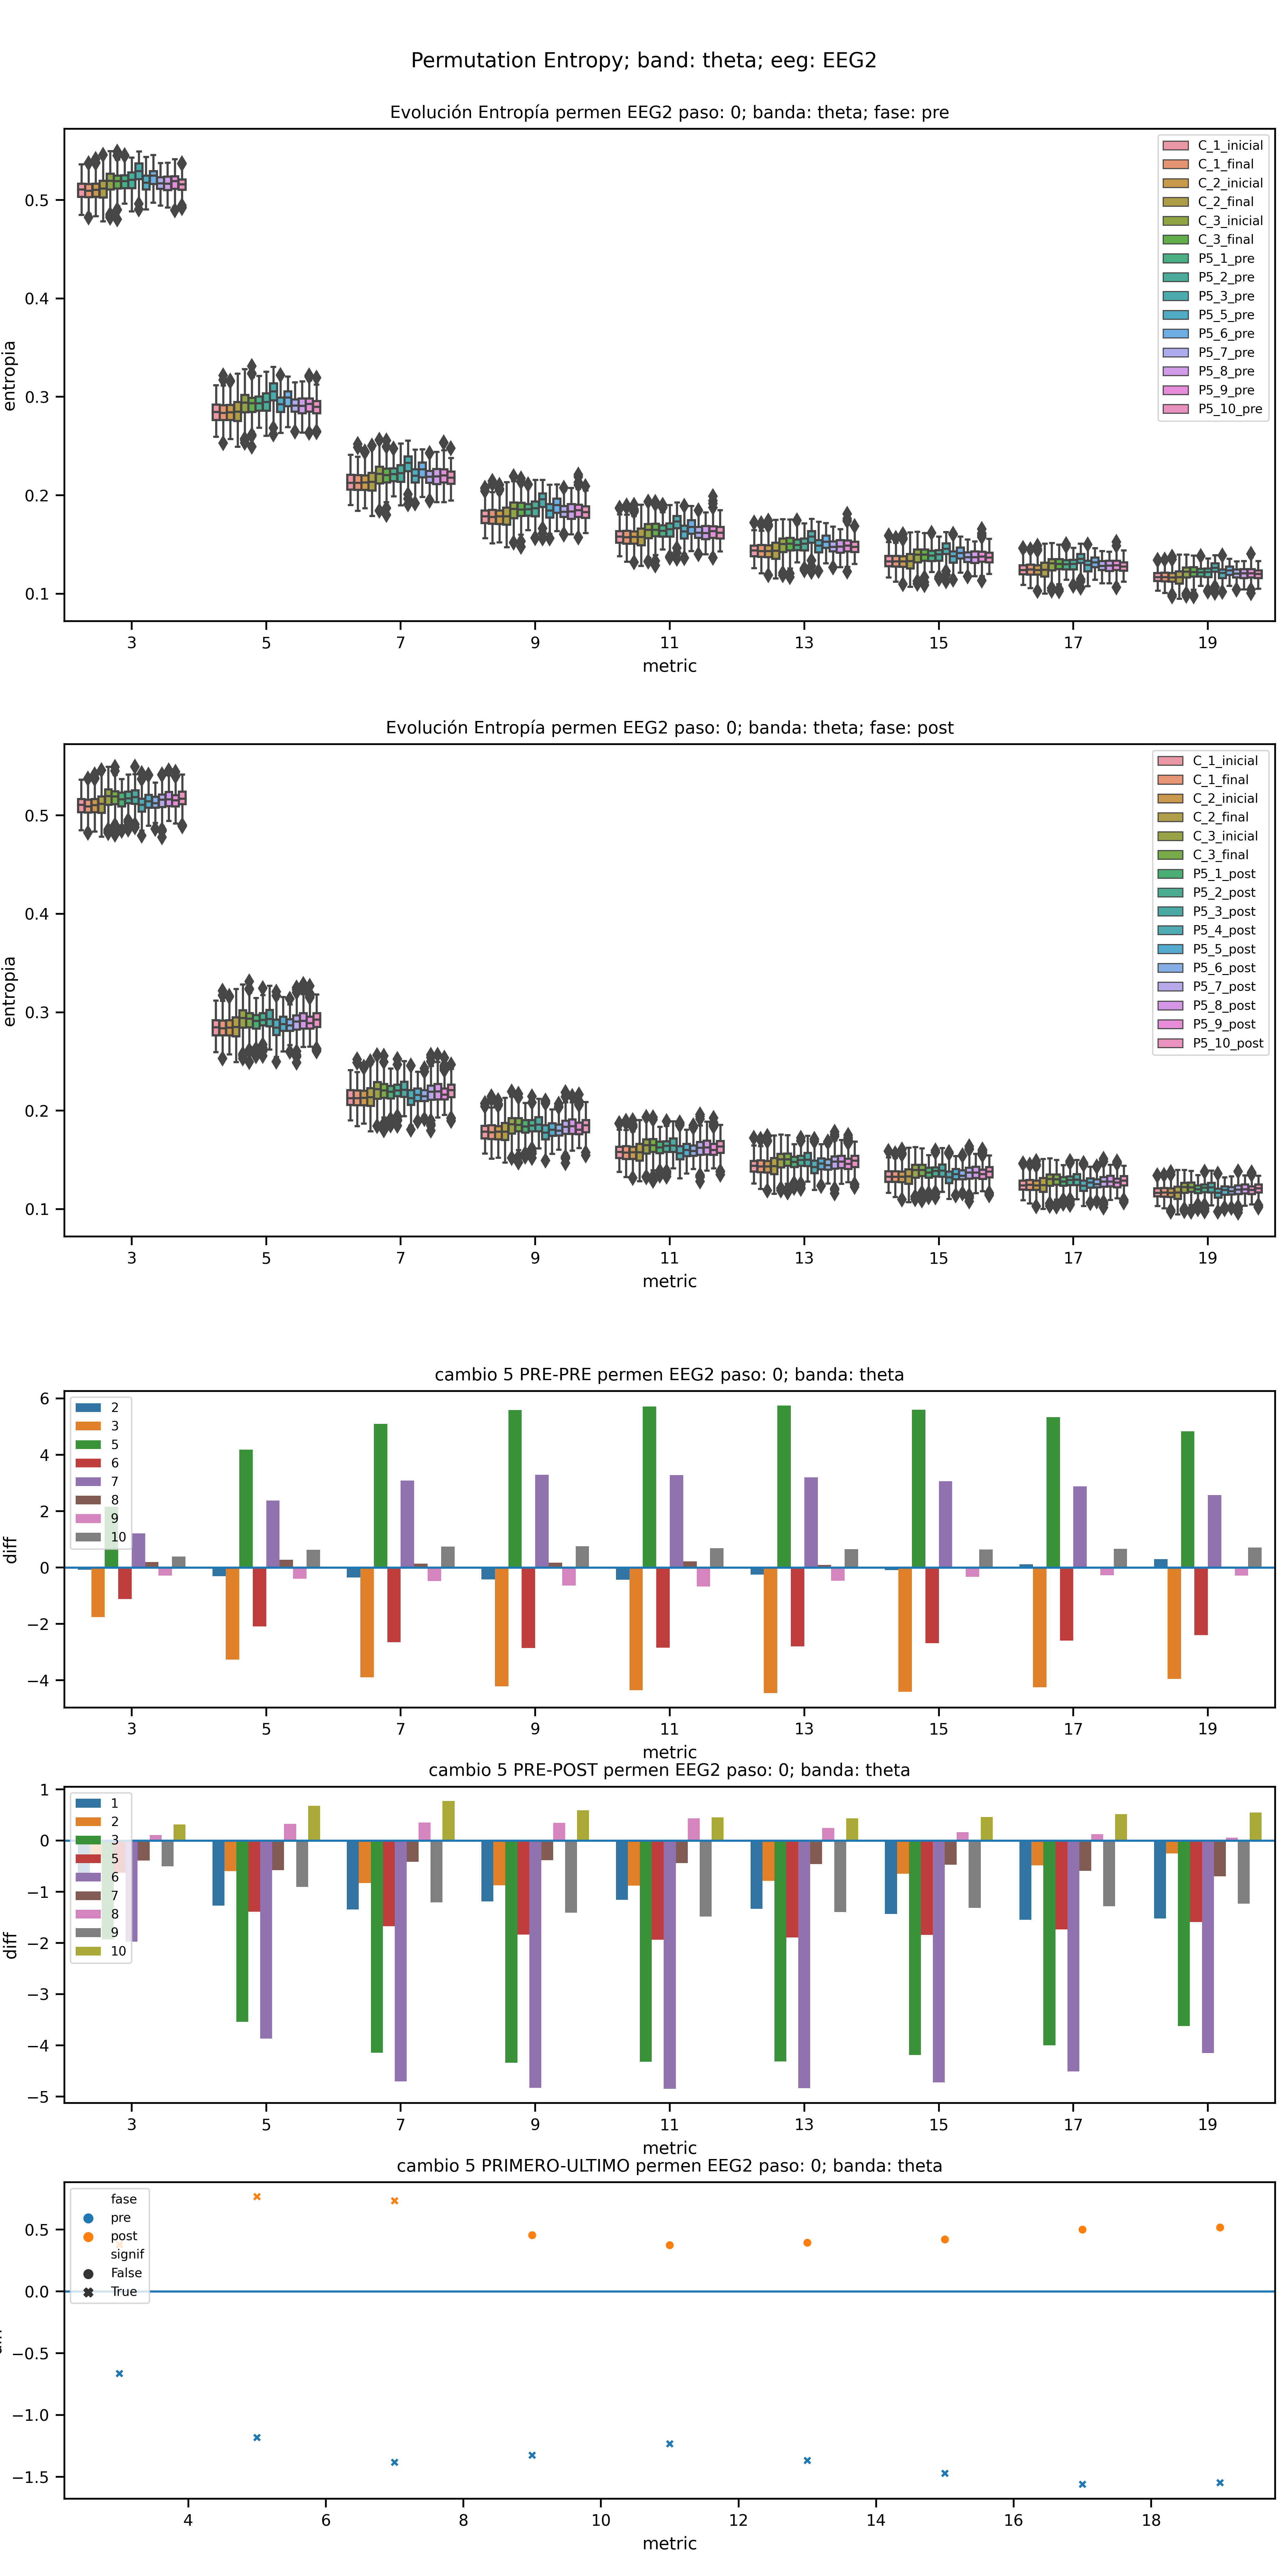 Permutation Entropy; band: theta; eeg: EEG2
Evolución Entropía permen EEG2 paso: 0; banda: theta; fase: pre
entropia
0.5
0.4
0.3
0.2
0.1
C_1_inicial
C_1_final
C_2_inicial
C_2_final
C_3_inicial
C_3_final
P5_1_pre
P5_2_pre
P5_3_pre
P5_5_pre
P5_6_pre
P5_7_pre
P5_8_pre
P5_9_pre
P5_10_pre
3 5 7 9 11 13 15 17 19
metric
Evolución Entropía permen EEG2 paso: 0; banda: theta; fase: post
entropia
0.5
0.4
0.3
0.2
0.1
C_1_inicial
C_1_final
C_2_inicial
C_2_final
C_3_inicial
C_3_final
P5_1_post
P5_2_post
P5_3_post
P5_4_post
P5_5_post
P5_6_post
P5_7_post
P5_8_post
P5_9_post
P5_10_post
3 5 7 9 11 13 15 17 19
metric
cambio 5 PRE-PRE permen EEG2 paso: 0; banda: theta
diff
6
4
2
0
−2
−4
2
3
5
6
7
8
9
10
3 5 7 9 11 13 15 17 19
metric
cambio 5 PRE-POST permen EEG2 paso: 0; banda: theta
diff
1
0
−1
−2
−3
−4
−5
1
2
3
5
6
7
8
9
10
3 5 7 9 11 13 15 17 19
metric
cambio 5 PRIMERO-ULTIMO permen EEG2 paso: 0; banda: theta
0.5
0.0
−0.5
−1.0
−1.5
fase
pre
post
signif
False
True
4 6 8 10 12 14 16 18
metric